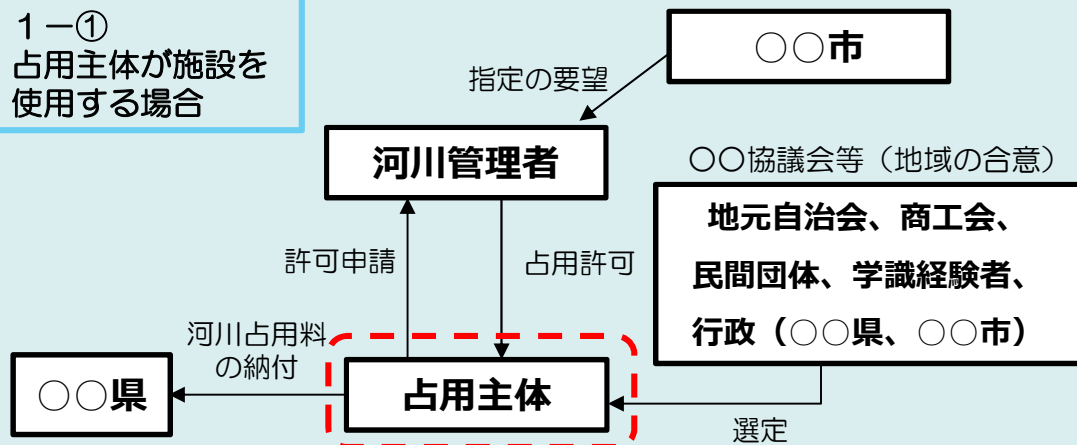 1－①
占用主体が施設を
使用する場合
○○市
指定の要望
河川管理者
○○協議会等（地域の合意）
地元自治会、商工会、
民間団体、学識経験者、
行政（○○県、○○市）
許可申請
占用許可
河川占用料
の納付
○○県
占用主体
選定